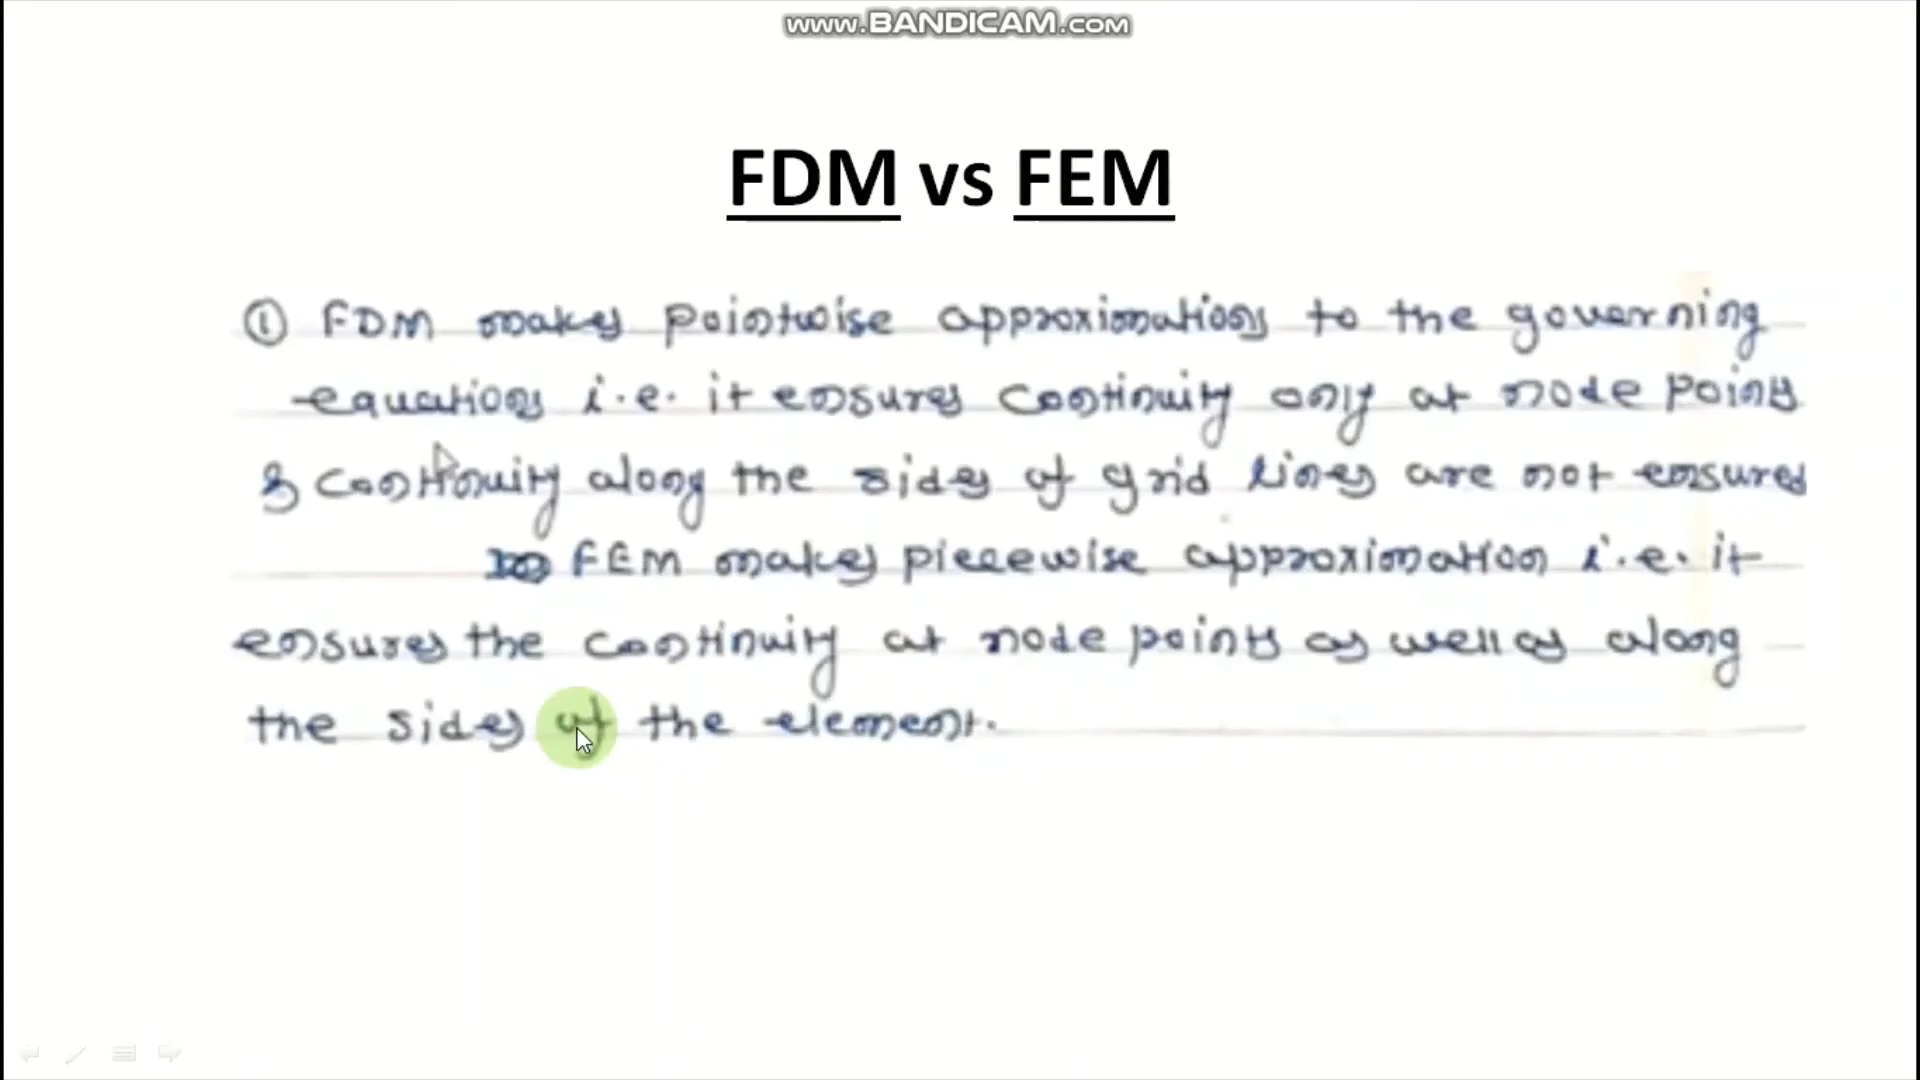 www.BANDICAM.com
FDM vs FEM
① FDM makes pointwise approximations to the governing
equations i.e. it ensures continuity only at node points
& continuity along the sides of grid lines are not ensured
FEM makes piecewise approximation i.e. it
ensures the continuity at node points as well as along
the sides of the element.